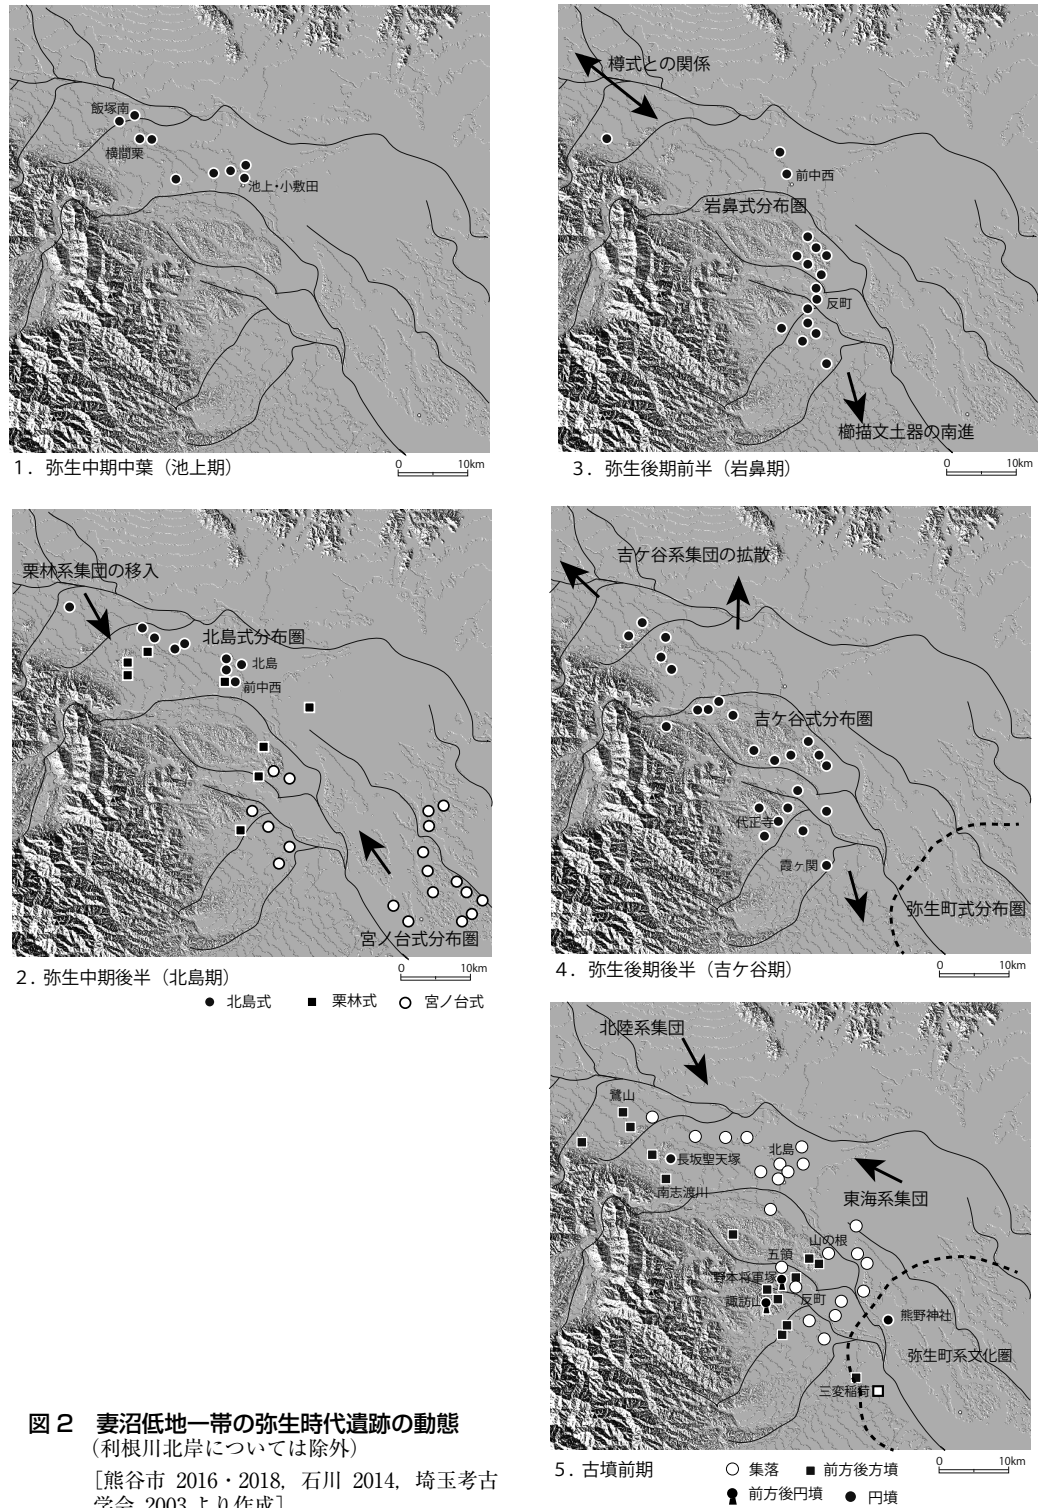 飯塚南
横間栗
池上・小敷田
1．弥生中期中葉（池上期）
0 10km
栗林系集団の移入
北島式分布圏
北島
前中西
宮ノ台式分布圏
2．弥生中期後半（北島期）
0 10km
北島式 栗林式 宮ノ台式
樽式との関係
前中西
岩鼻式分布圏
反町
櫛描文土器の南進
3．弥生後期前半（岩鼻期）
0 10km
吉ケ谷系集団の拡散
吉ケ谷式分布圏
代正寺
霞ヶ関
弥生町式分布圏
4．弥生後期後半（吉ケ谷期）
0 10km
北陸系集団
鷺山
北島
長坂聖天塚
南志渡川
東海系集団
山の根
五領
野本将軍塚
諏訪山
反町
熊野神社
弥生町系文化圏
三変稲荷
5．古墳前期
0 10km
集落 前方後方墳
前方後円墳 円墳
図2 妻沼低地一帯の弥生時代遺跡の動態
（利根川北岸については除外）
［熊谷市 2016・2018，石川 2014，埼玉考古
学会 2003より作成］